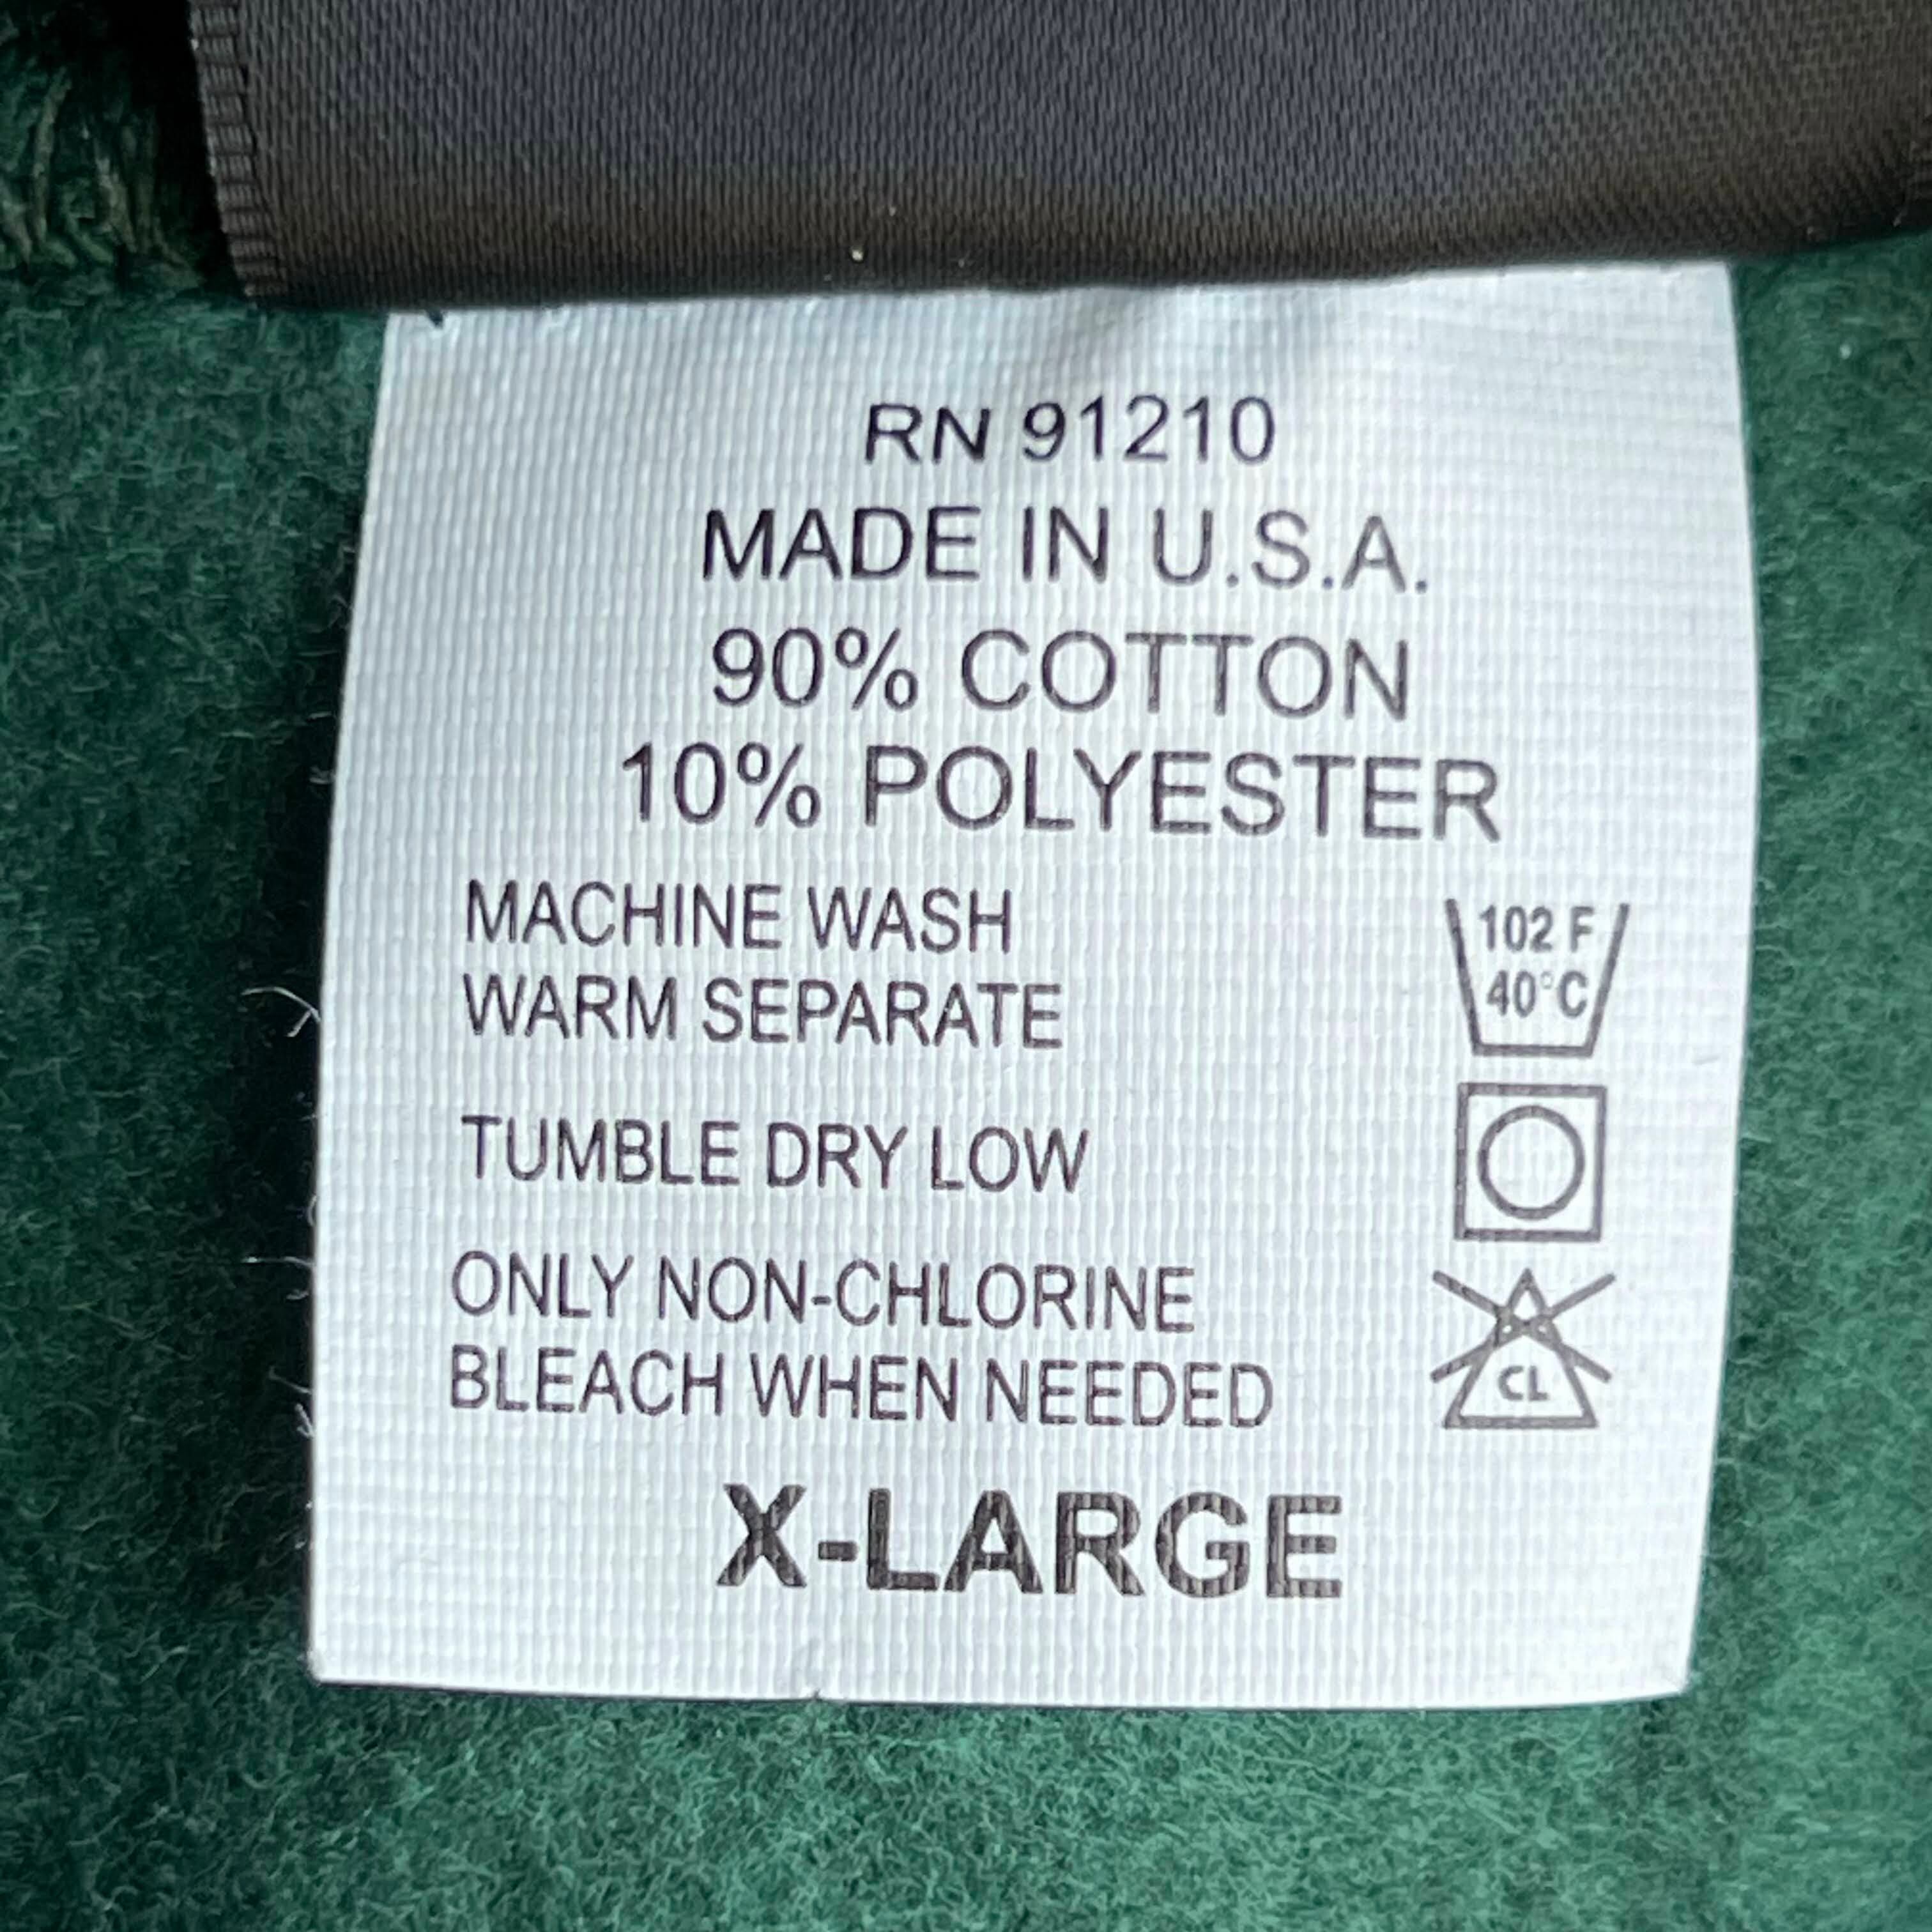 RN 91210
MADE IN U.S.A.
90% COTTON
10% POLYESTER
MACHINE WASH
WARM SEPARATE
102 F
40°C
TUMBLE DRY LOW
ONLY NON-CHLORINE
BLEACH WHEN NEEDED
CL
X-LARGE